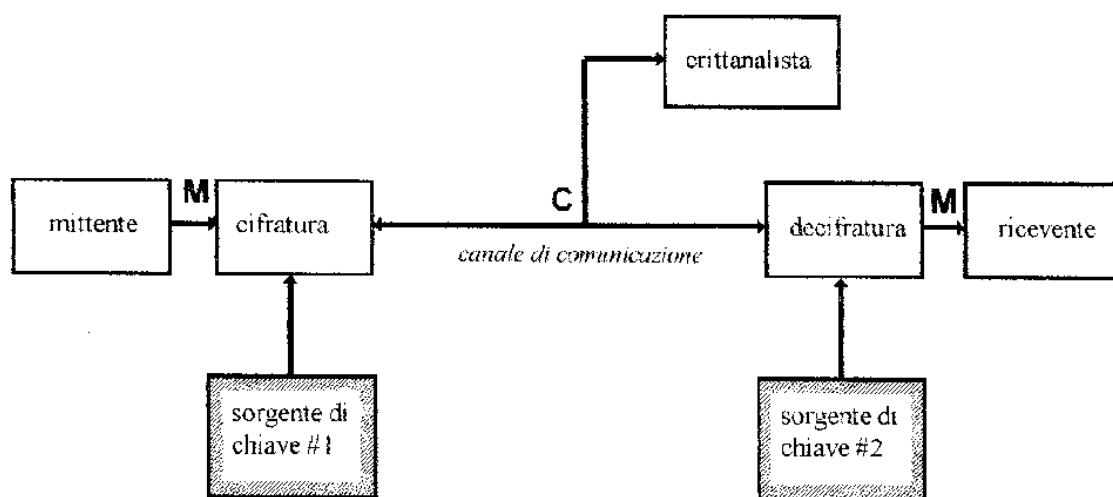 crittanalista
M
M
C
mittente
cifratura
decifratura
ricevente
canale di comunicazione
sorgente di
chiave #1
sorgente di
chiave #2